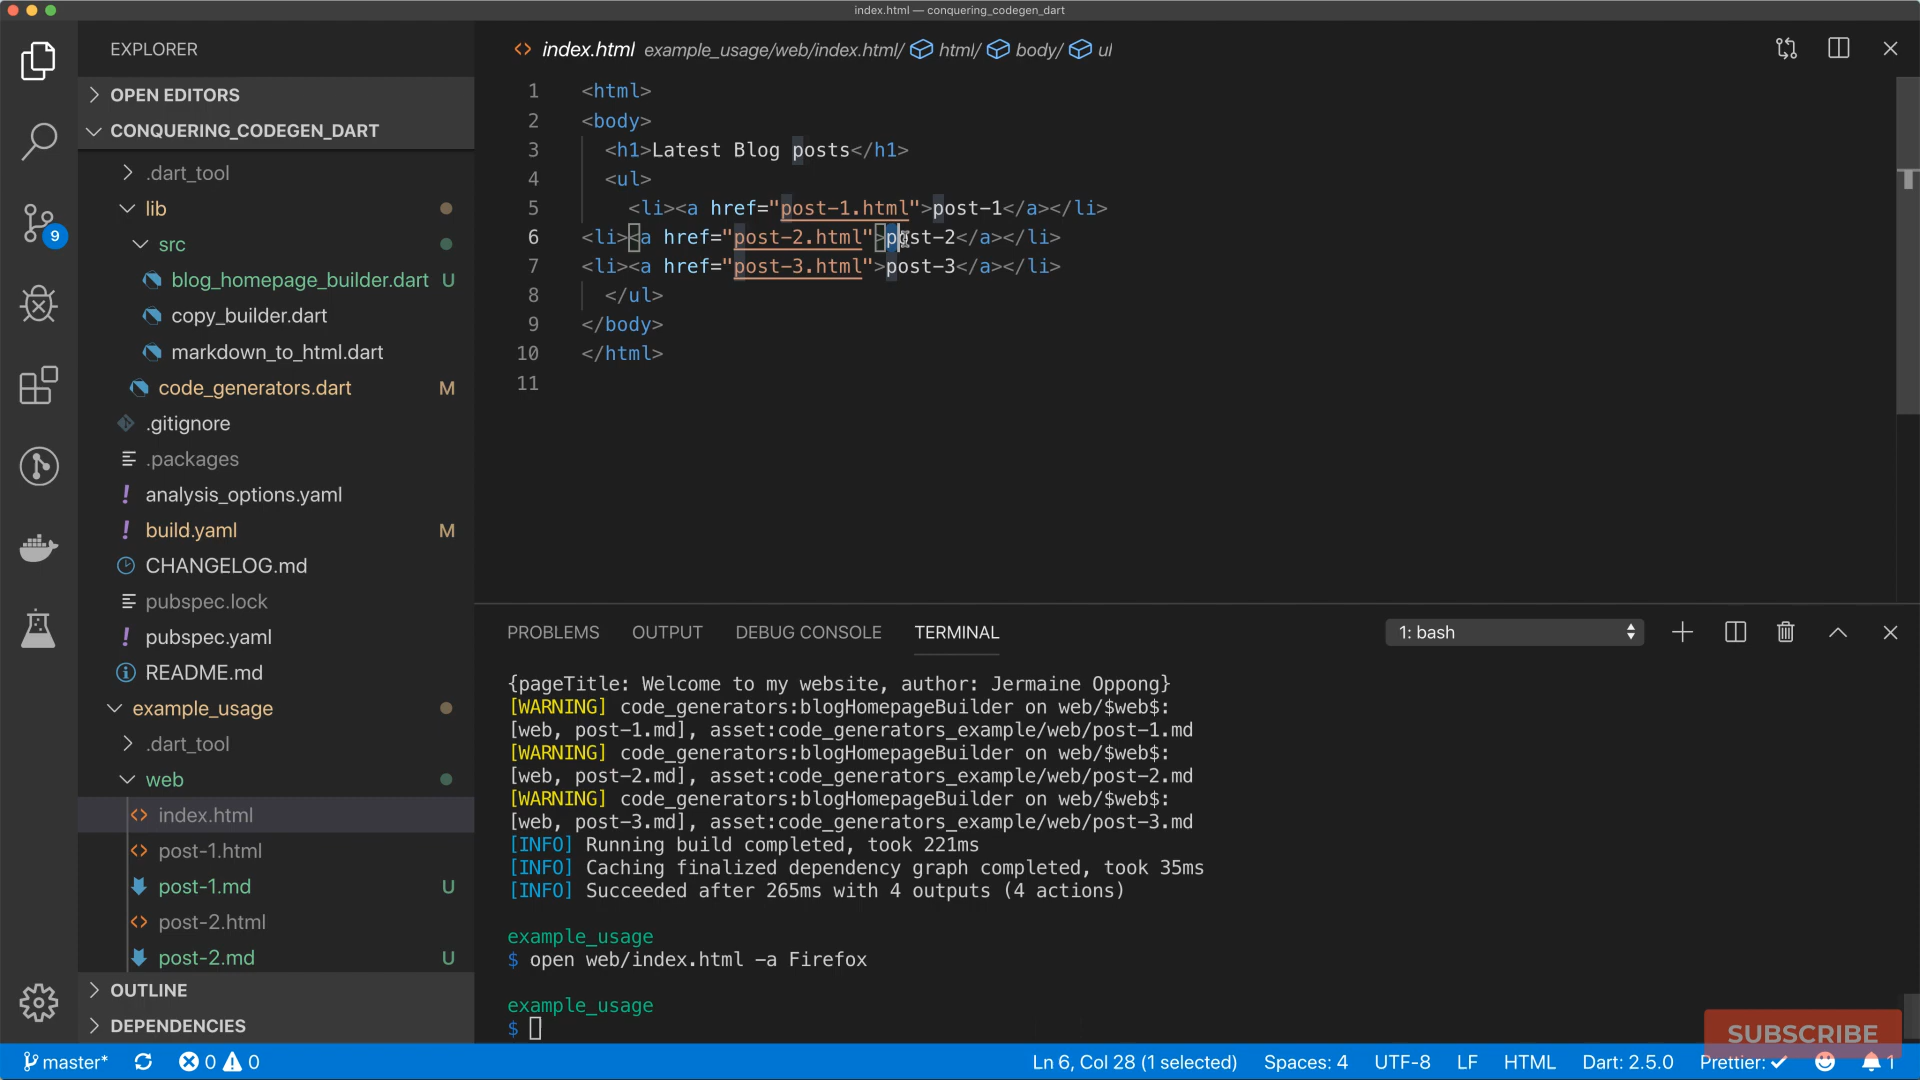 index.html — conquering_codegen_dart
EXPLORER
OPEN EDITORS
CONQUERING_CODEGEN_DART
.dart_tool
lib
src
blog_homepage_builder.dart U
copy_builder.dart
markdown_to_html.dart
code_generators.dart M
.gitignore
.packages
analysis_options.yaml
build.yaml M
CHANGELOG.md
pubspec.lock
pubspec.yaml
README.md
example_usage
.dart_tool
web
index.html
post-1.html
post-1.md U
post-2.html
post-2.md U
OUTLINE
DEPENDENCIES
9
index.html example_usage/web/index.html/ html/ body/ ul
1 <html>
2 <body>
3 <h1>Latest Blog posts</h1>
4 <ul>
5 <li><a href="post-1.html">post-1</a></li>
6 <li><a href="post-2.html">post-2</a></li>
7 <li><a href="post-3.html">post-3</a></li>
8 </ul>
9 </body>
10 </html>
11
PROBLEMS OUTPUT DEBUG CONSOLE TERMINAL 1: bash
{pageTitle: Welcome to my website, author: Jermaine Oppong}
[WARNING] code_generators:blogHomepageBuilder on web/$web$:
[web, post-1.md], asset:code_generators_example/web/post-1.md
[WARNING] code_generators:blogHomepageBuilder on web/$web$:
[web, post-2.md], asset:code_generators_example/web/post-2.md
[WARNING] code_generators:blogHomepageBuilder on web/$web$:
[web, post-3.md], asset:code_generators_example/web/post-3.md
[INFO] Running build completed, took 221ms
[INFO] Caching finalized dependency graph completed, took 35ms
[INFO] Succeeded after 265ms with 4 outputs (4 actions)
example_usage
$ open web/index.html -a Firefox
example_usage
$
SUBSCRIBE
master* 0 0 Ln 6, Col 28 (1 selected) Spaces: 4 UTF-8 LF HTML Dart: 2.5.0 Prettier: ✓ 1